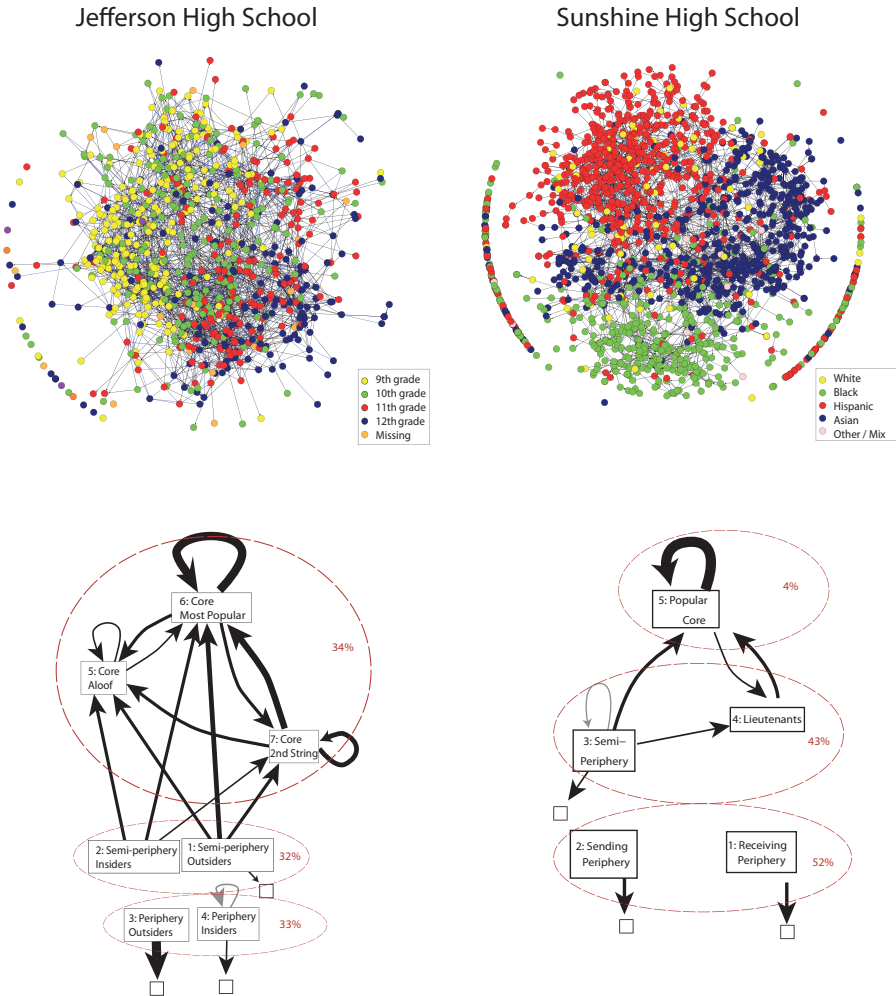 Jefferson High School
Sunshine High School
9th grade
10th grade
11th grade
12th grade
Missing
White
Black
Hispanic
Asian
Other / Mix
6: Core
Most Popular
34%
5: Core
Aloof
7: Core
2nd String
2: Semi-periphery
Insiders
1: Semi-periphery
Outsiders
32%
3: Periphery
Outsiders
4: Periphery
Insiders
33%
4%
5: Popular
Core
4: Lieutenants
3: Semi–
Periphery
43%
2: Sending
Periphery
1: Receiving
Periphery
52%